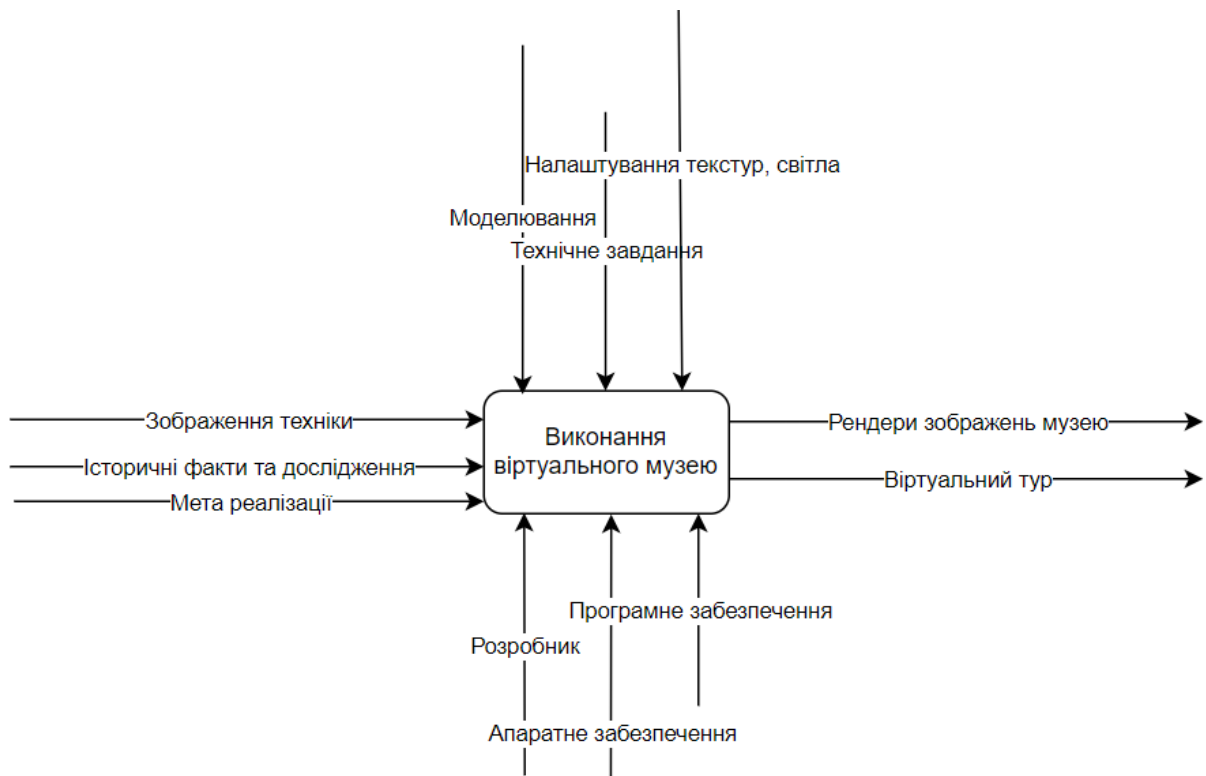 Налаштування текстур, світла
Моделювання
Технічне завдання
Зображення техніки
Історичні факти та дослідження
Мета реалізації
Виконання
віртуального музею
Рендери зображень музею
Віртуальний тур
Програмне забезпечення
Розробник
Апаратне забезпечення